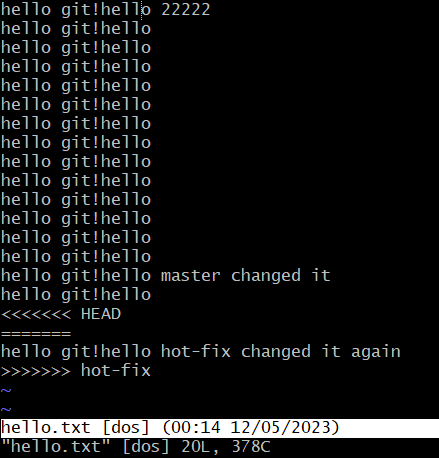 hello git!hello 22222
hello git!hello
hello git!hello
hello git!hello
hello git!hello
hello git!hello
hello git!hello
hello git!hello
hello git!hello
hello git!hello
hello git!hello
hello git!hello
hello git!hello
hello git!hello
hello git!hello master changed it
hello git!hello
<<<<<<< HEAD
=======
hello git!hello hot-fix changed it again
>>>>>>> hot-fix
~
~
hello.txt [dos] (00:14 12/05/2023)
"hello.txt" [dos] 20L, 378C